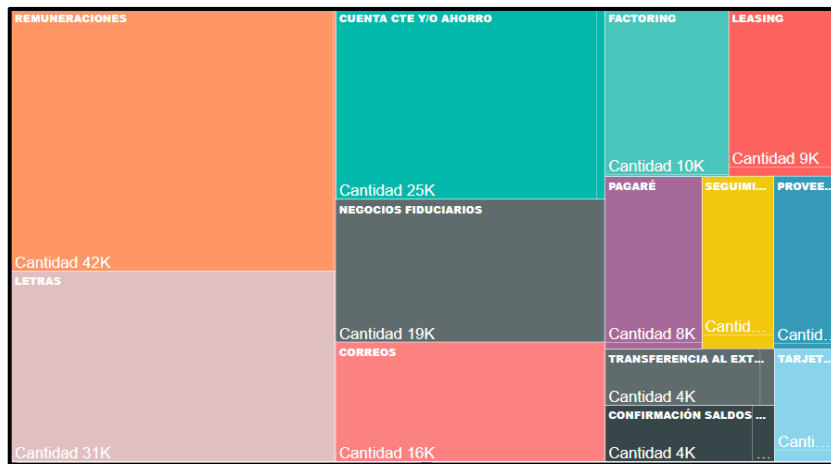 REMUNERACIONES
Cantidad 42K
LETRAS
Cantidad 31K
CUENTA CTE Y/O AHORRO
Cantidad 25K
NEGOCIOS FIDUCIARIOS
Cantidad 19K
CORREOS
Cantidad 16K
FACTORING
Cantidad 10K
LEASING
Cantidad 9K
PAGARÉ
Cantidad 8K
SEGUIMI...
Cantid...
PROVEE...
Cantid...
TRANSFERENCIA AL EXT...
Cantidad 4K
CONFIRMACIÓN SALDOS ...
Cantidad 4K
...
TARJET...
Canti...